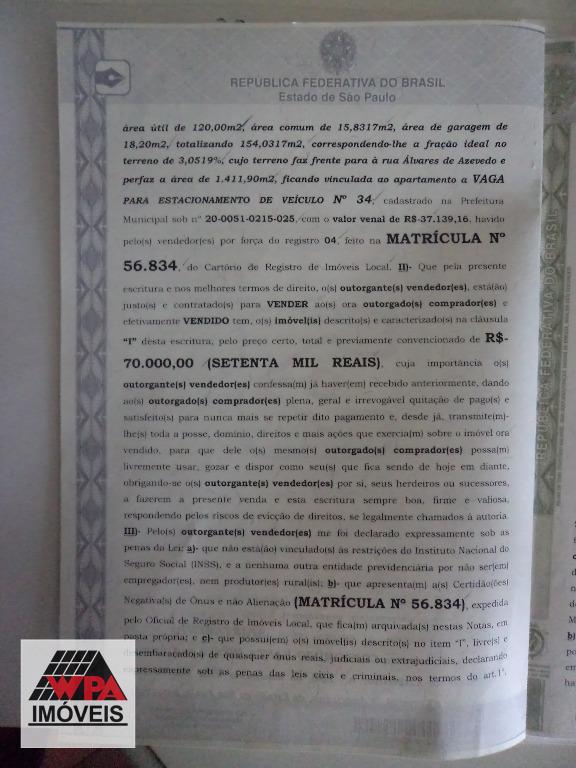 REPÚBLICA FEDERATIVA DO BRASIL
Estado de São Paulo
área útil de 120,00m2, área comum de 15,8317m2, área de garagem de
18,20m2, totalizando 154,0317m2, correspondendo-lhe a fração ideal no
terreno de 3,0519%, cujo terreno faz frente para à rua Álvares de Azevedo e
perfaz a área de 1.411,90m2, ficando vinculada ao apartamento a VAGA
PARA ESTACIONAMENTO DE VEÍCULO Nº 34, cadastrado na Prefeitura
Municipal sob nº 20-0051-0215-025, com o valor venal de R$-37.139,16, havido
pelo(s) vendedor(es) por força do registro 04, feito na MATRÍCULA Nº
56.834, do Cartório de Registro de Imóveis Local. II)- Que pela presente
escritura e nos melhores termos de direito, o(s) outorgante(s) vendedor(es), está(ão)
justo(s) e contratado(s) para VENDER ao(s) ora outorgado(s) comprador(es) e
efetivamente VENDIDO tem, o(s) imóvel(is) descrito(s) e caracterizado(s) na cláusula
"I" désta escritura, pelo preço certo, total e previamente convencionado de R$-
70.000,00 (SETENTA MIL REAIS), cuja importância o(s)
outorgante(s) vendedor(es) confessa(m) já haver(em) recebido anteriormente, dando
ao(s) outorgado(s) comprador(es) plena, geral e irrevogável quitação de pago(s) e
satisfeito(s) para nunca mais se repetir dito pagamento e, desde já, transmite(m)-
lhe(s) toda a posse, domínio, direitos e mais ações que exercia(m) sobre o imóvel ora
vendido, para que dele o(s) mesmo(s) outorgado(s) comprador(es) possa(m)
livremente usar, gozar e dispor como seu(s) que fica sendo de hoje em diante,
obrigando-se o(s) outorgante(s) vendedor(es) por si, seus herdeiros ou sucessores,
a fazerem a presente venda e esta escritura sempre boa, firme e valiosa,
respondendo pelos riscos de evicção de direitos, se legalmente chamados à autoria.
III)- Pelo(s) outorgante(s) vendedor(es) me foi declarado expressamente sob as
penas da Lei: a)- que não está(ão) vinculado(s) às restrições do Instituto Nacional do
Seguro Social (INSS), e a nenhuma outra entidade previdenciária por não ser(em)
empregador(es), nem produtor(es) rural(is); b)- que apresenta(m) a(s) Certidão(ões)
Negativa(s) de Ônus e não Alienação (MATRÍCULA Nº 56.834), expedida
pelo Oficial de Registro de Imóveis Local, que fica(m) arquivada(s) nestas Notas, em
pasta própria; e c)- que possui(em) o(s) imóvel(is) descrito(s) no item "I", livre(s) e
desembaraçado(s) de quaisquer ônus reais, judiciais ou extrajudiciais, declarando
expressamente sob as penas das leis civis e criminais, nos termos do art.1º,
WPA
IMÓVEIS
REPÚBLICA FEDERATIVA DO BRASIL